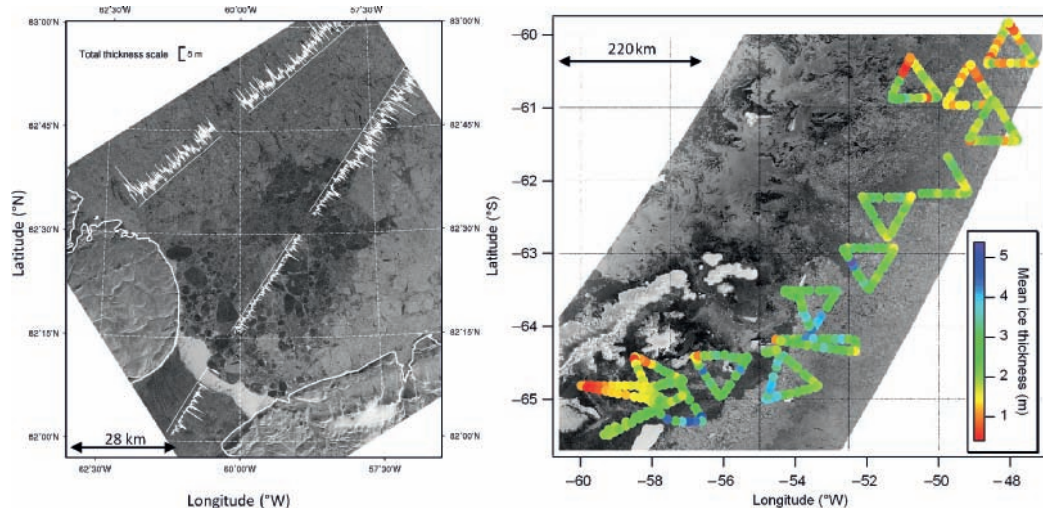 62°30'W 60°00'W 57°30'W
83°00'N 83°00'N
Total thickness scale 5 m
82°45'N 82°45'N
82°30'N 82°30'N
82°15'N 82°15'N
82°00'N 82°00'N
Latitude (°N)
28 km
62°30'W 60°00'W 57°30'W
Longitude (°W)
220 km
−60
−61
−62
−63
−64
−65
Latitude (°S)
5
4
3
2
1
Mean ice thickness (m)
−60 −58 −56 −54 −52 −50 −48
Longitude (°W)